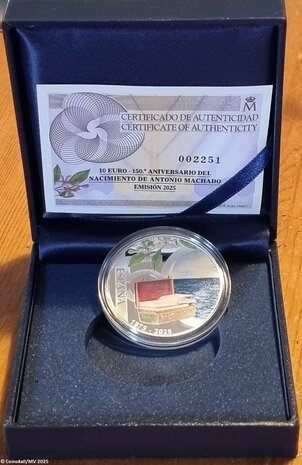 M
CERTIFICADO DE AUTENTICIDAD
CERTIFICATE OF AUTHENTICITY
002251
10 EURO - 150.º ANIVERSARIO DEL
NACIMIENTO DE ANTONIO MACHADO
EMISIÓN 2025
ESPAÑA
2025
© Coins4all/MV 2025